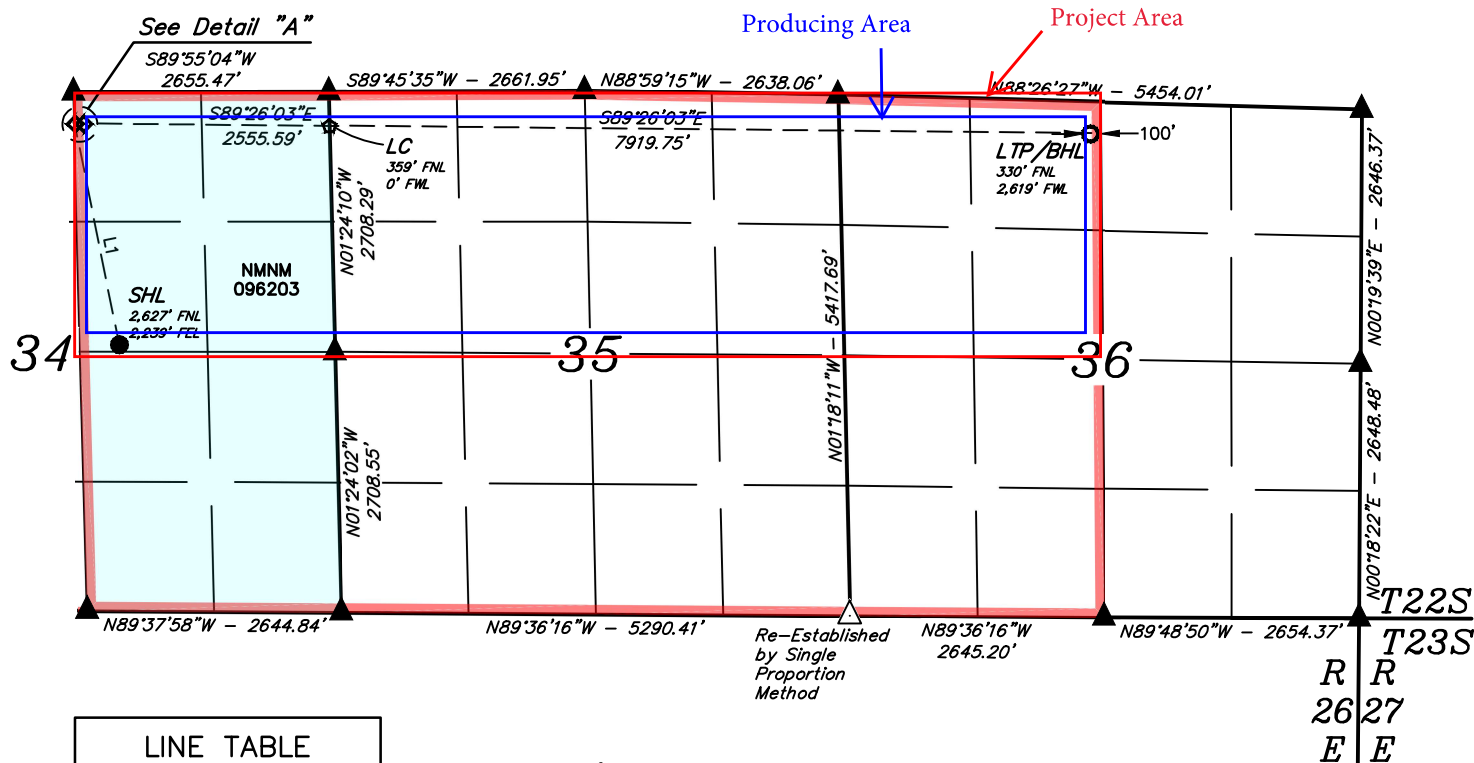 See Detail "A"
S89°55'04"W
2655.47'
S89°45'35"W - 2661.95'
N88°59'15"W - 2638.06'
Producing Area
Project Area
N88°26'27"W - 5454.01'
S89°26'03"E
2555.59'
S89°26'03"E
7919.75'
LC
359' FNL
0' FWL
LTP/BHL
330' FNL
2,619' FWL
100'
N01°24'10"W
2708.29'
N00°19'39"E - 2646.37'
L1
NMNM
096203
SHL
2,627' FNL
2,239' FEL
N01°18'11"W - 5417.69'
34
35
36
N01°24'02"W
2708.55'
N00°18'22"E - 2648.48'
N89°37'58"W - 2644.84'
N89°36'16"W - 5290.41'
Re-Established
by Single
Proportion
Method
N89°36'16"W
2645.20'
N89°48'50"W - 2654.37'
T22S
T23S
R R
26 27
E E
LINE TABLE